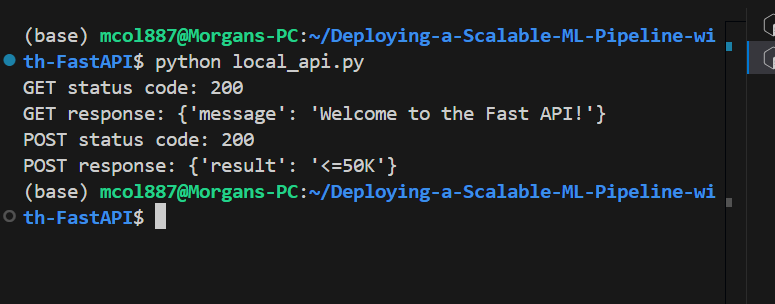 (base) mcol887@Morgans-PC:~/Deploying-a-Scalable-ML-Pipeline-wi
th-FastAPI$ python local_api.py
GET status code: 200
GET response: {'message': 'Welcome to the Fast API!'}
POST status code: 200
POST response: {'result': '<=50K'}
(base) mcol887@Morgans-PC:~/Deploying-a-Scalable-ML-Pipeline-wi
th-FastAPI$